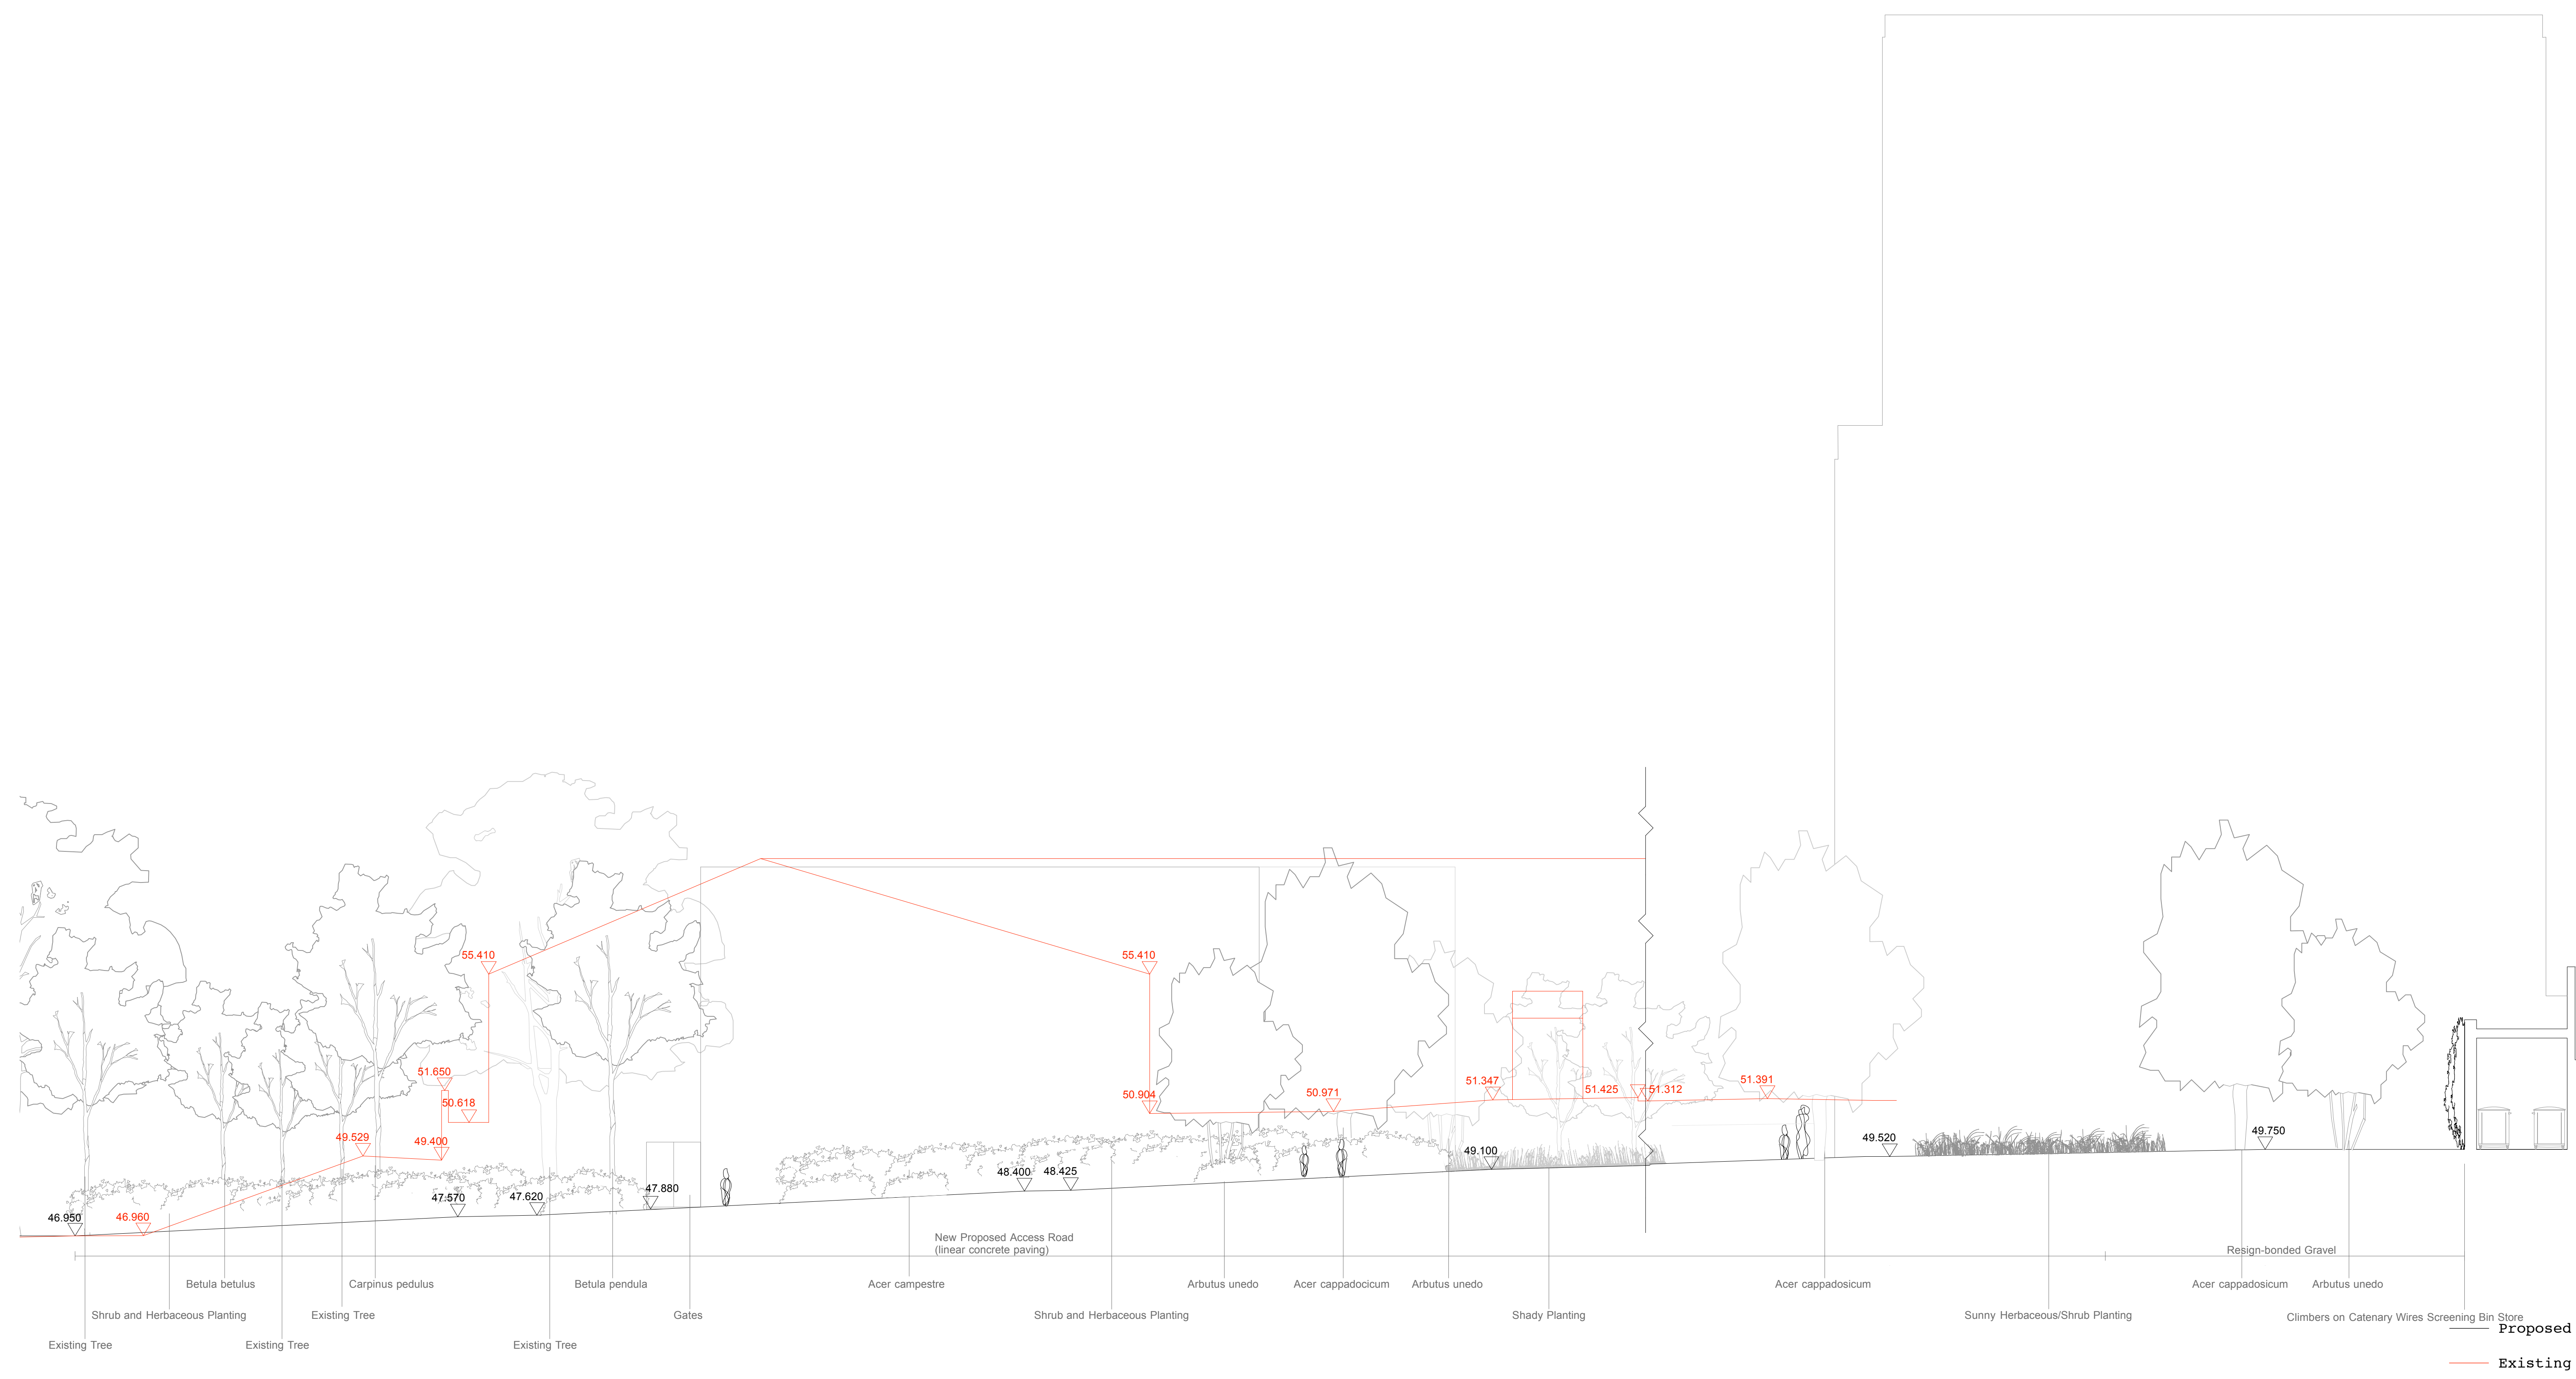 55.410
55.410
51.650
50.618
50.904
50.971
51.347
51.425
51.312
51.391
49.529
49.400
49.100
49.520
49.750
48.400
48.425
47.570
47.620
47.880
46.950
46.960
New Proposed Access Road
(linear concrete paving)
Resign-bonded Gravel
Betula betulus
Carpinus pedulus
Betula pendula
Acer campestre
Arbutus unedo
Acer cappadocicum
Arbutus unedo
Acer cappadosicum
Acer cappadosicum
Arbutus unedo
Shrub and Herbaceous Planting
Existing Tree
Gates
Shrub and Herbaceous Planting
Shady Planting
Sunny Herbaceous/Shrub Planting
Climbers on Catenary Wires Screening Bin Store
Existing Tree
Existing Tree
Existing Tree
Proposed
Existing